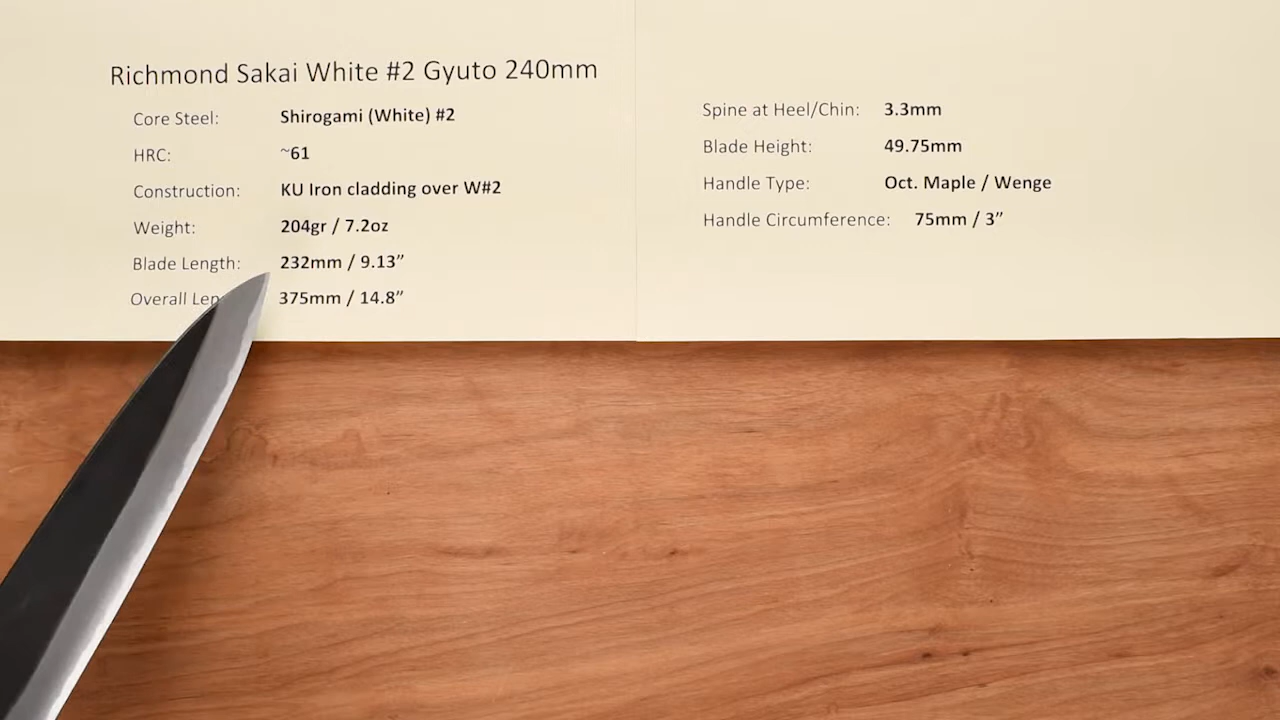 Richmond Sakai White #2 Gyuto 240mm
Core Steel: Shirogami (White) #2
HRC: ~61
Construction: KU Iron cladding over W#2
Weight: 204gr / 7.2oz
Blade Length: 232mm / 9.13”
Overall 375mm / 14.8”
Spine at Heel/Chin: 3.3mm
Blade Height: 49.75mm
Handle Type: Oct. Maple / Wenge
Handle Circumference: 75mm / 3”